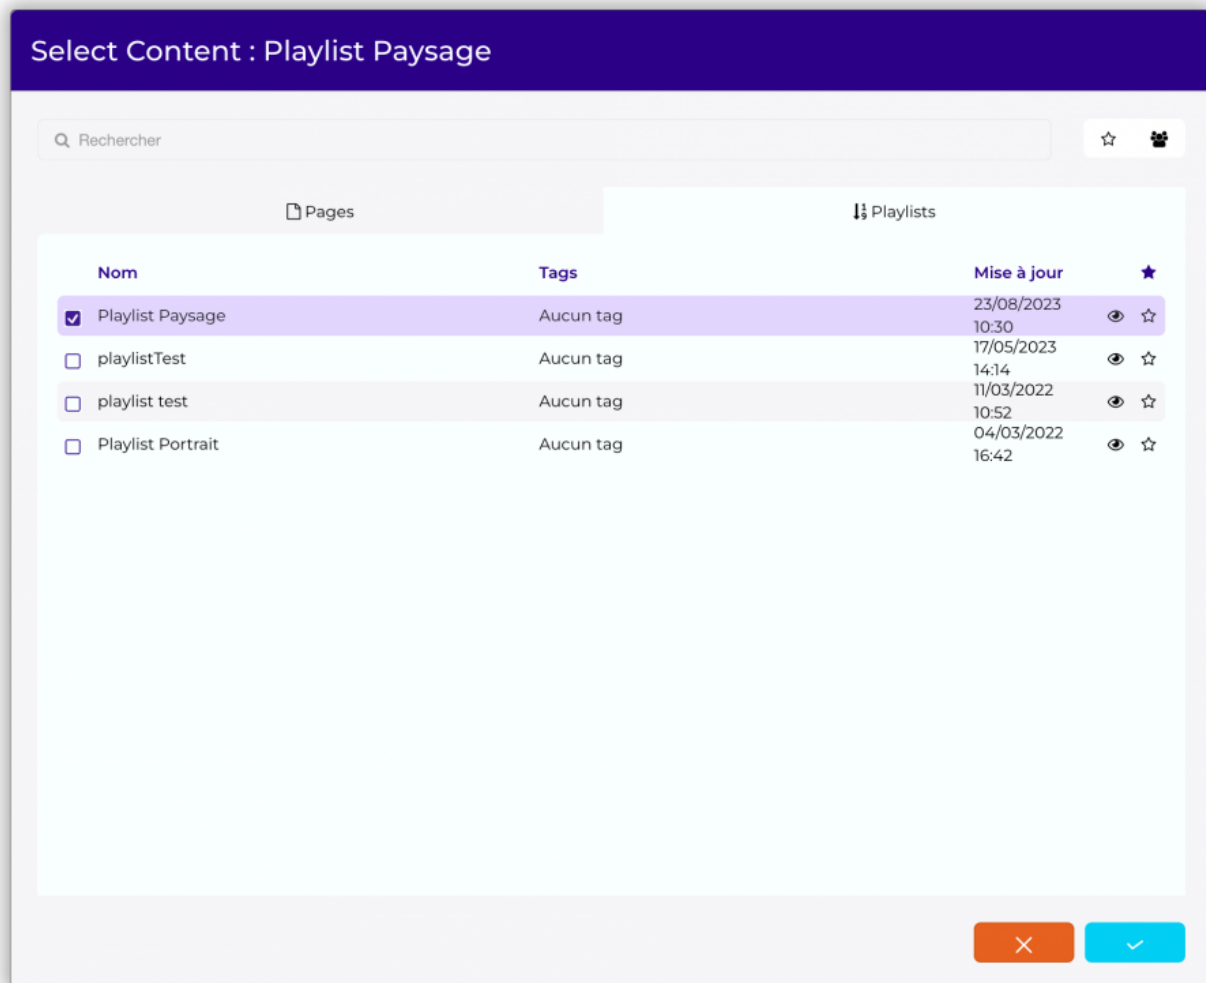 Select Content : Playlist Paysage
Rechercher
Pages
Playlists
Nom Tags Mise à jour
Playlist Paysage Aucun tag 23/08/2023
10:30
playlistTest Aucun tag 17/05/2023
14:14
playlist test Aucun tag 11/03/2022
10:52
Playlist Portrait Aucun tag 04/03/2022
16:42